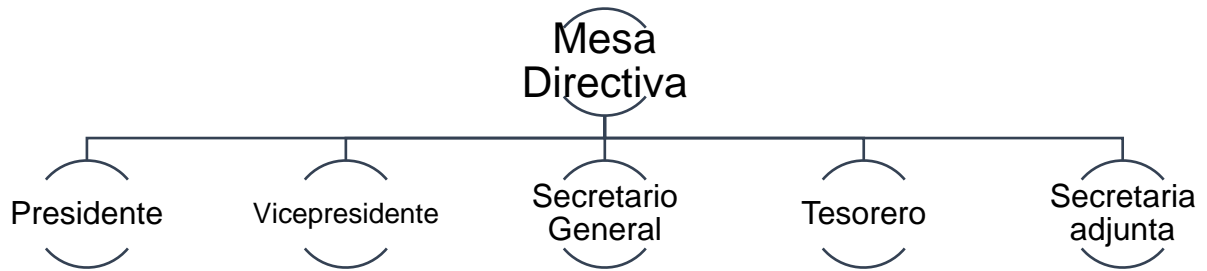 Mesa
Directiva
Presidente
Vicepresidente
Secretario
General
Tesorero
Secretaria
adjunta